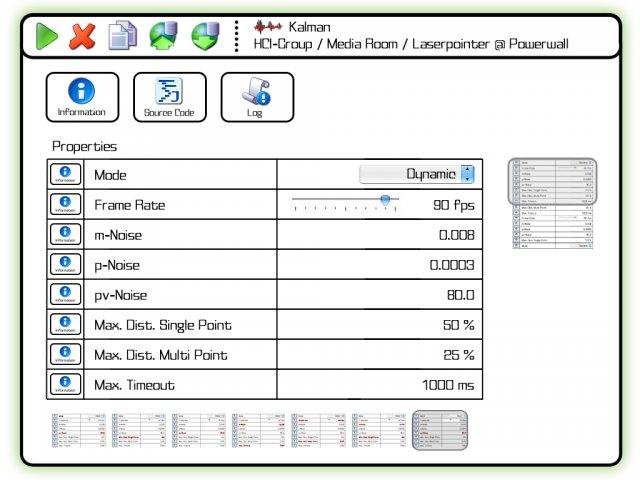 Kalman
HCI-Group / Media Room / Laserpointer @ Powerwall
Information
Source Code
Log
Properties
Information Mode Dynamic
Information Frame Rate 90 fps
Information m-Noise 0.008
Information p-Noise 0.0003
Information pv-Noise 80.0
Information Max. Dist. Single Point 50 %
Information Max. Dist. Multi Point 25 %
Information Max. Timeout 1000 ms